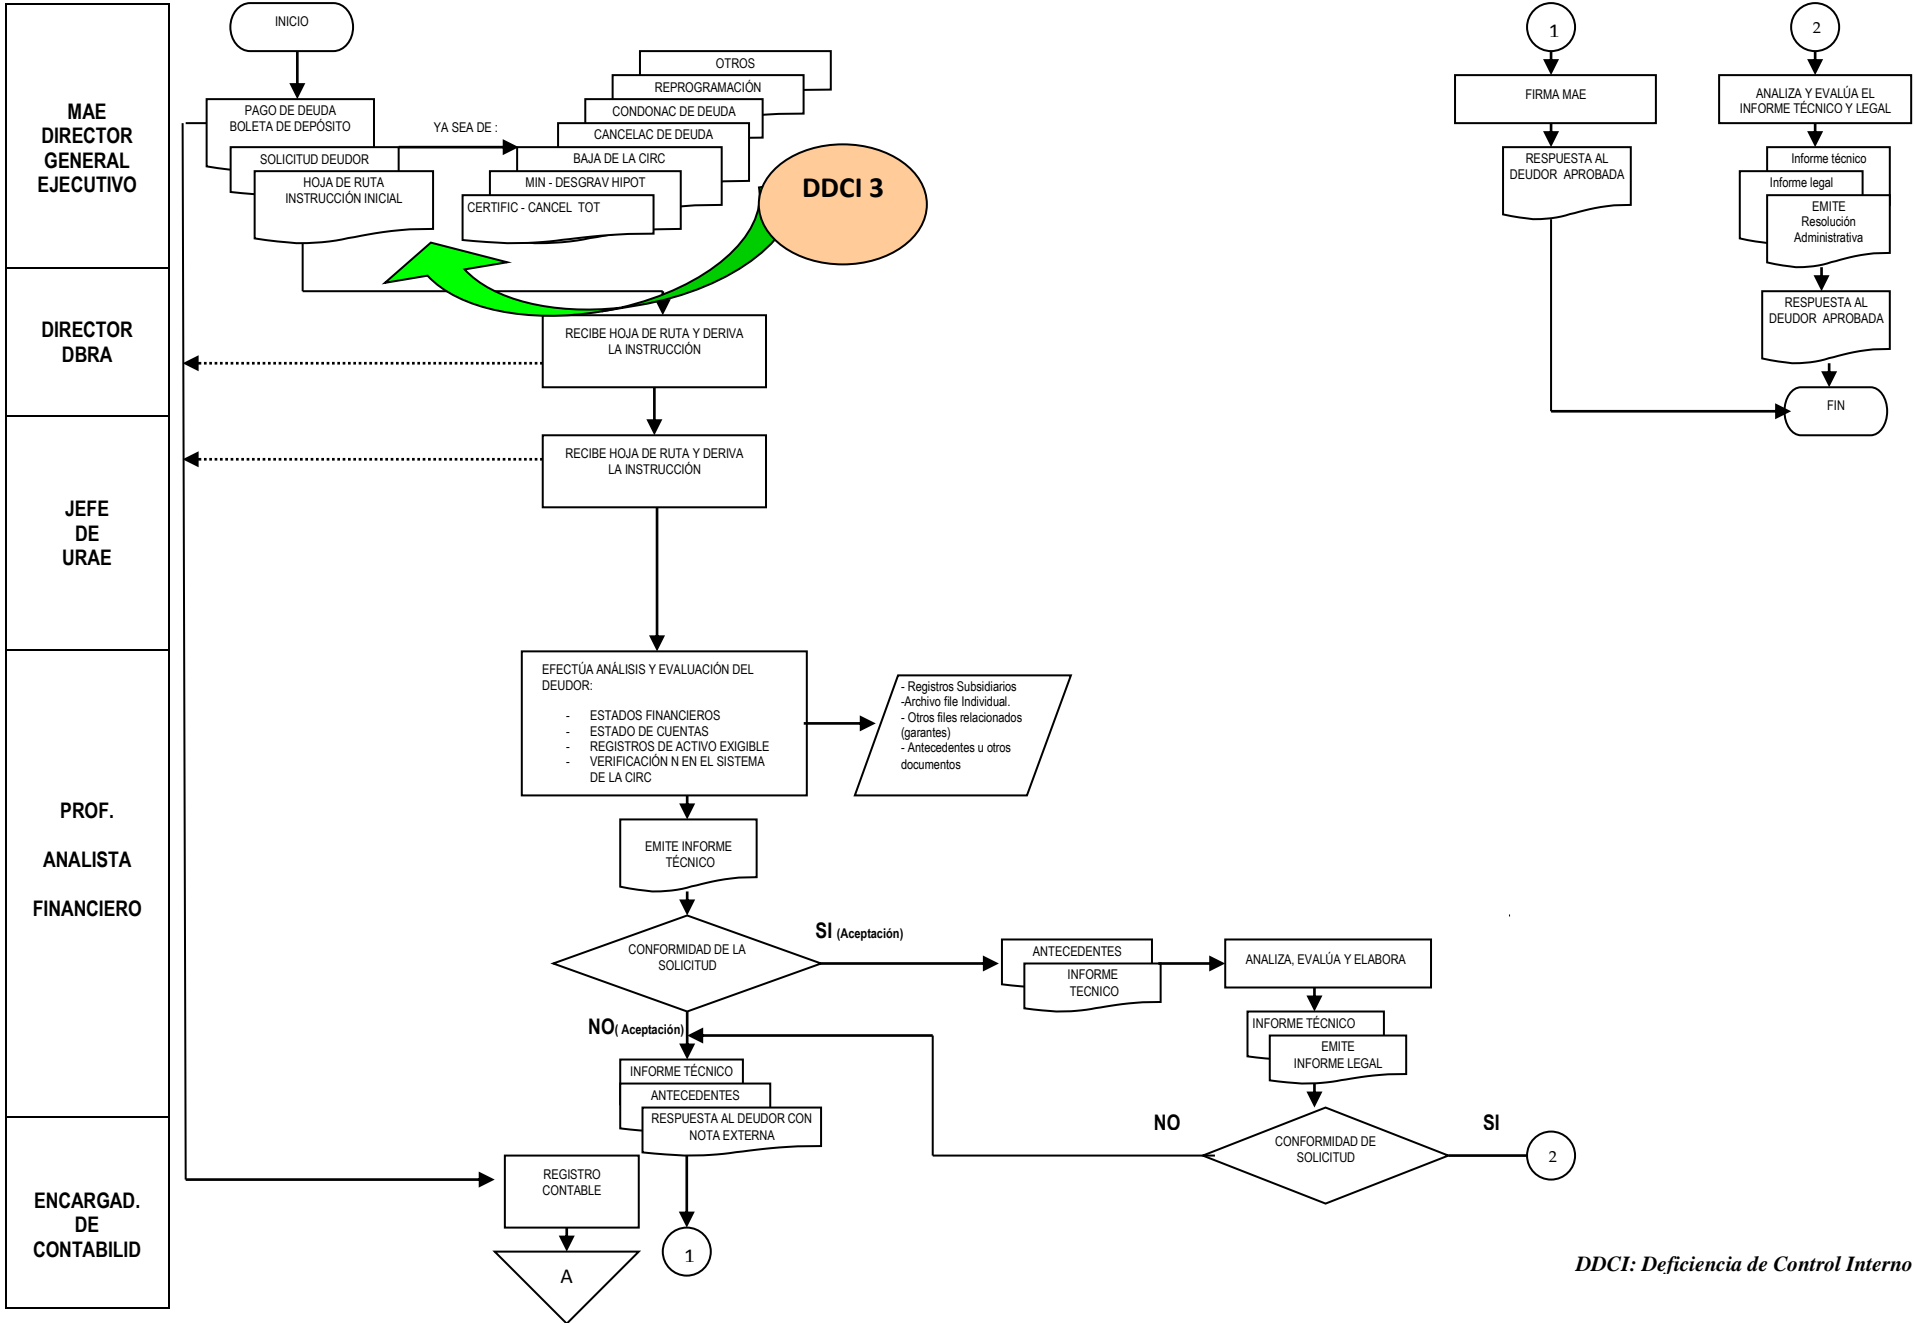 MAE
DIRECTOR
GENERAL
EJECUTIVO
DIRECTOR
DBRA
JEFE
DE
URAE
PROF.
ANALISTA
FINANCIERO
ENCARGAD.
DE
CONTABILID
INICIO
PAGO DE DEUDA
BOLETA DE DEPÓSITO
SOLICITUD DEUDOR
HOJA DE RUTA
INSTRUCCIÓN INICIAL
YA SEA DE :
OTROS
REPROGRAMACIÓN
CONDONAC DE DEUDA
CANCELAC DE DEUDA
BAJA DE LA CIRC
MIN - DESGRAV HIPOT
CERTIFIC - CANCEL TOT
DDCI 3
RECIBE HOJA DE RUTA Y DERIVA
LA INSTRUCCIÓN
RECIBE HOJA DE RUTA Y DERIVA
LA INSTRUCCIÓN
EFECTÚA ANÁLISIS Y EVALUACIÓN DEL
DEUDOR:
- ESTADOS FINANCIEROS
- ESTADO DE CUENTAS
- REGISTROS DE ACTIVO EXIGIBLE
- VERIFICACIÓN N EN EL SISTEMA
DE LA CIRC
- Registros Subsidiarios
-Archivo file Individual.
- Otros files relacionados
(garantes)
- Antecedentes u otros
documentos
EMITE INFORME
TÉCNICO
CONFORMIDAD DE LA
SOLICITUD
SI (Aceptación)
ANTECEDENTES
INFORME
TECNICO
ANALIZA, EVALÚA Y ELABORA
INFORME TÉCNICO
EMITE
INFORME LEGAL
NO( Aceptación)
INFORME TÉCNICO
ANTECEDENTES
RESPUESTA AL DEUDOR CON
NOTA EXTERNA
NO
CONFORMIDAD DE
SOLICITUD
SI
2
REGISTRO
CONTABLE
A
1
1
FIRMA MAE
RESPUESTA AL
DEUDOR APROBADA
2
ANALIZA Y EVALÚA EL
INFORME TÉCNICO Y LEGAL
Informe técnico
Informe legal
EMITE
Resolución
Administrativa
RESPUESTA AL
DEUDOR APROBADA
FIN
DDCI: Deficiencia de Control Interno